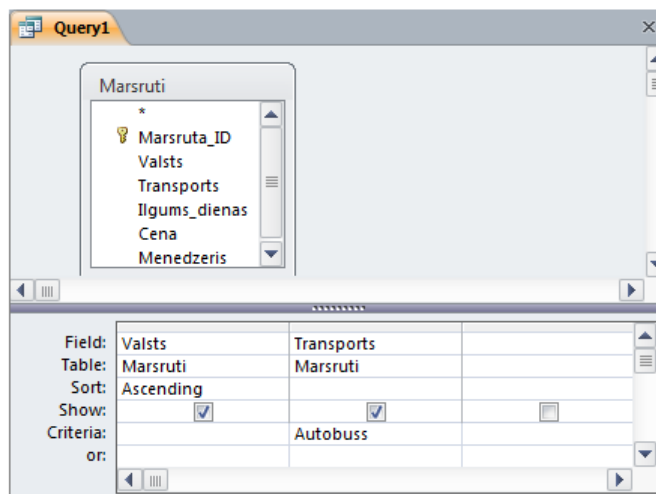 Query1
Marsruti
*
Marsruta_ID
Valsts
Transports
Ilgums_dienas
Cena
Menedzeris
Field: Valsts Transports
Table: Marsruti Marsruti
Sort: Ascending
Show:
Criteria: Autobuss
or: